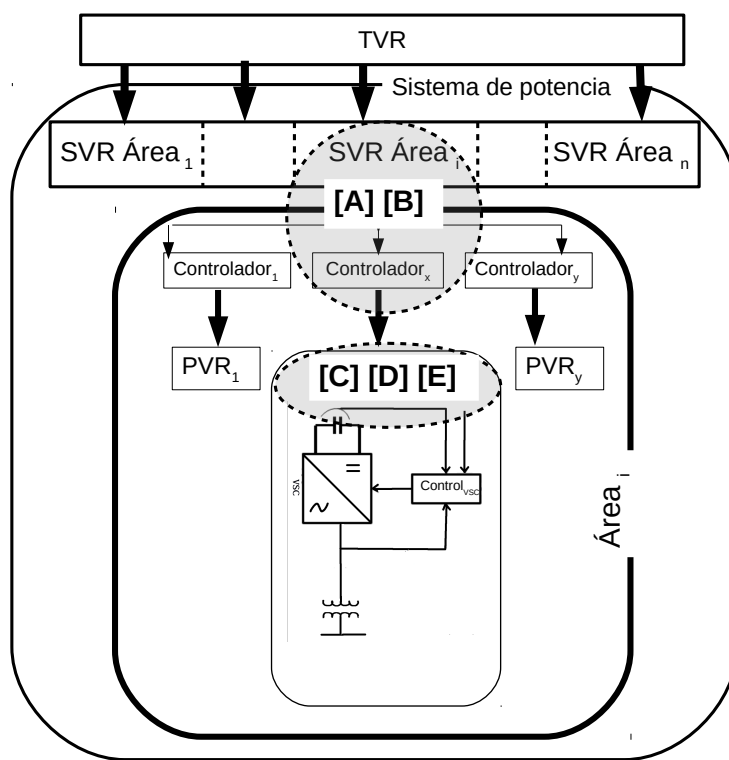 TVR
Sistema de potencia
SVR Área 1
SVR Área i
SVR Área n
[A] [B]
Controlador1
Controladorx
Controladory
PVR1
[C] [D] [E]
PVRy
VSC
Controlvsc
Área i